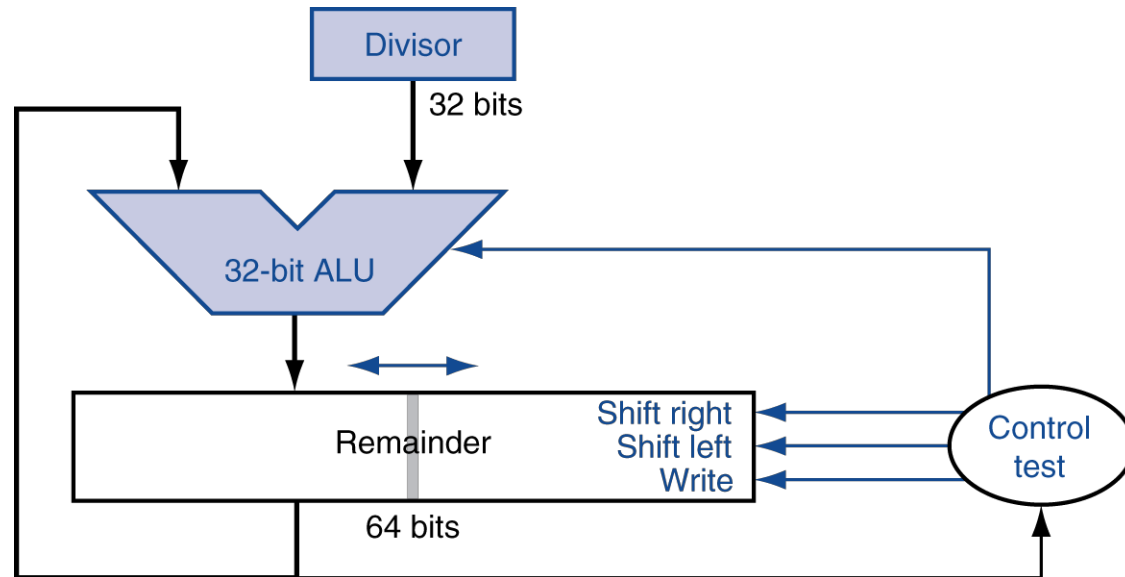 Divisor
32 bits
32-bit ALU
Remainder
Shift right
Shift left
Write
Control
test
64 bits